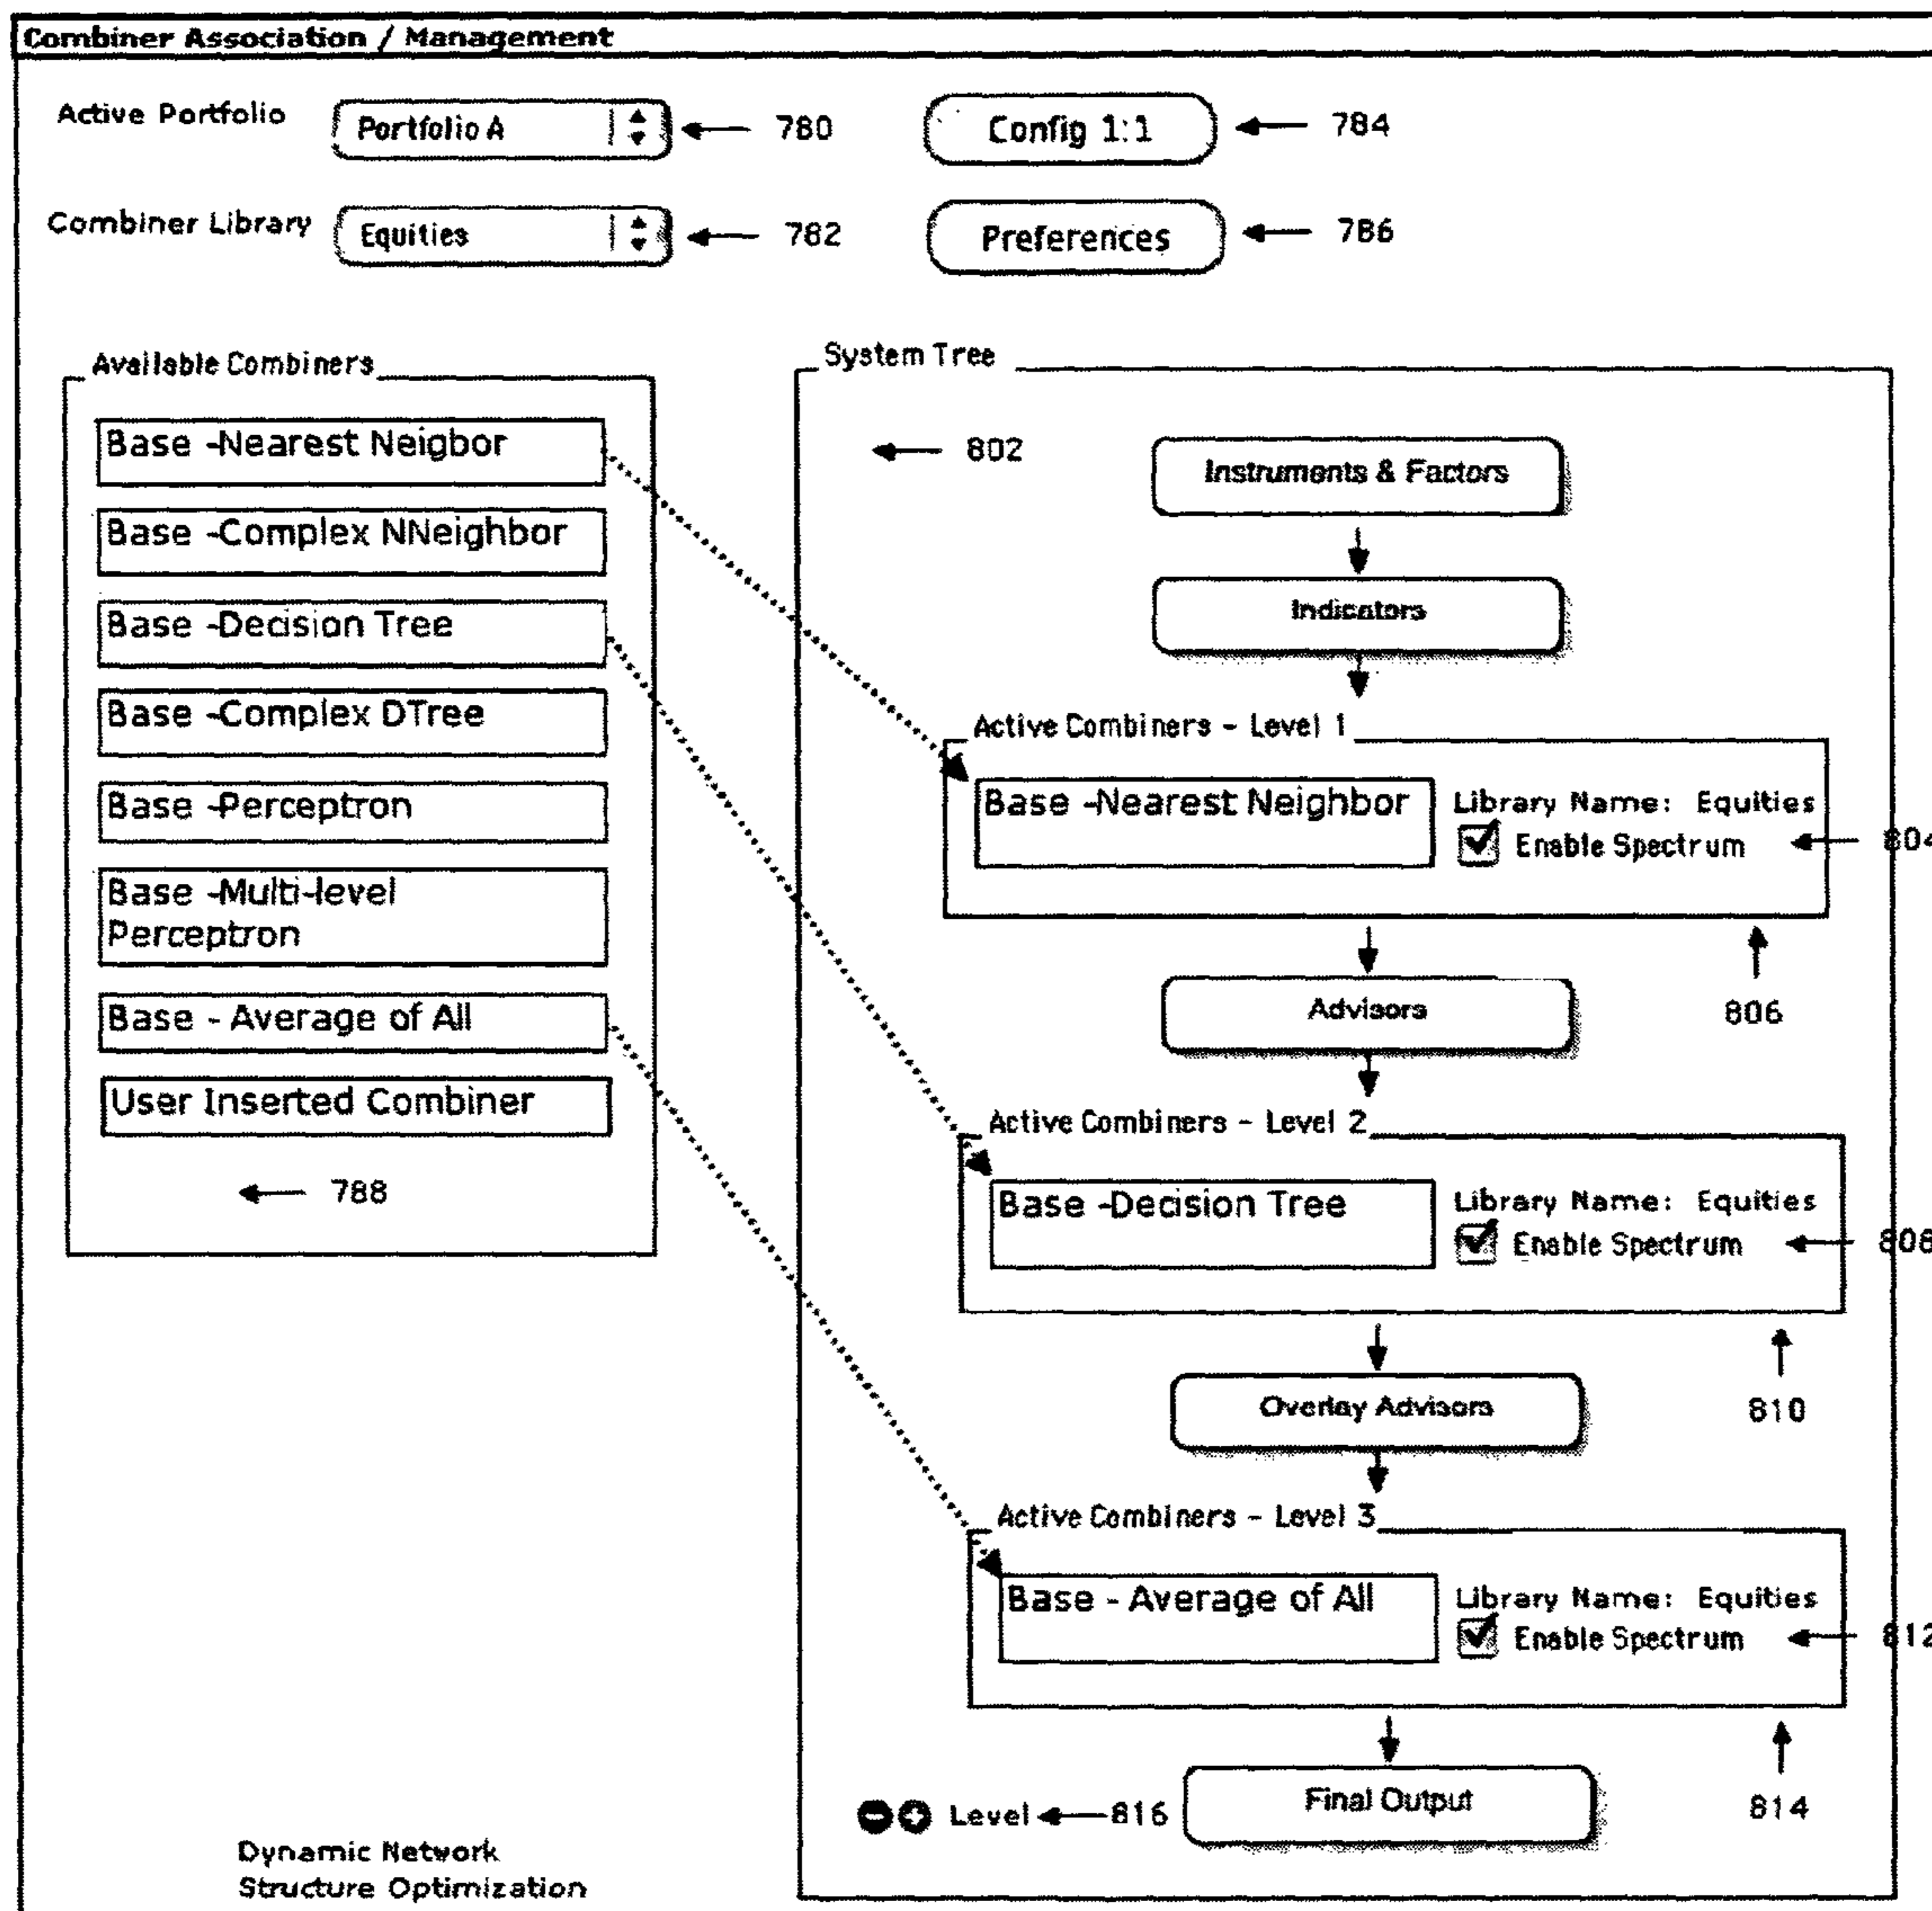 Combiner Association / Management
Active Portfolio
Portfolio A
780
Config 1:1
784
Combiner Library
Equities
782
Preferences
786
Available Combiners
Base -Nearest Neigbor
Base -Complex NNeighbor
Base -Decision Tree
Base -Complex DTree
Base -Perceptron
Base -Multi-level
Perceptron
Base - Average of All
User Inserted Combiner
788
System Tree
802
Instruments & Factors
Indicators
Active Combiners - Level 1
Base -Nearest Neighbor
Library Name: Equities
Enable Spectrum
804
806
Advisors
Active Combiners - Level 2
Base -Decision Tree
Library Name: Equities
Enable Spectrum
808
810
Overlay Advisors
Active Combiners - Level 3
Base - Average of All
Library Name: Equities
Enable Spectrum
812
814
Final Output
Level
816
Dynamic Network
Structure Optimization